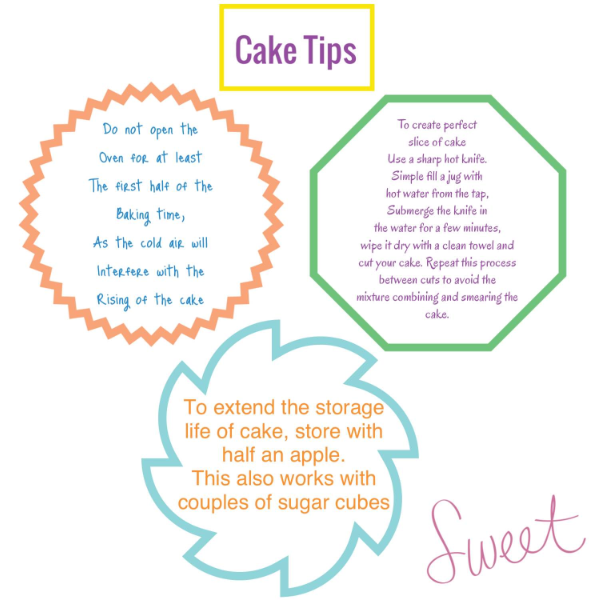 Cake Tips
Do not open the
Oven for at least
The first half of the
Baking time,
As the cold air will
Interfere with the
Rising of the cake
To create perfect
slice of cake
Use a sharp hot knife.
Simple fill a jug with
hot water from the tap,
Submerge the knife in
the water for a few minutes,
wipe it dry with a clean towel and
cut your cake. Repeat this process
between cuts to avoid the
mixture combining and smearing the
cake.
To extend the storage
life of cake, store with
half an apple.
This also works with
couples of sugar cubes
Sweet